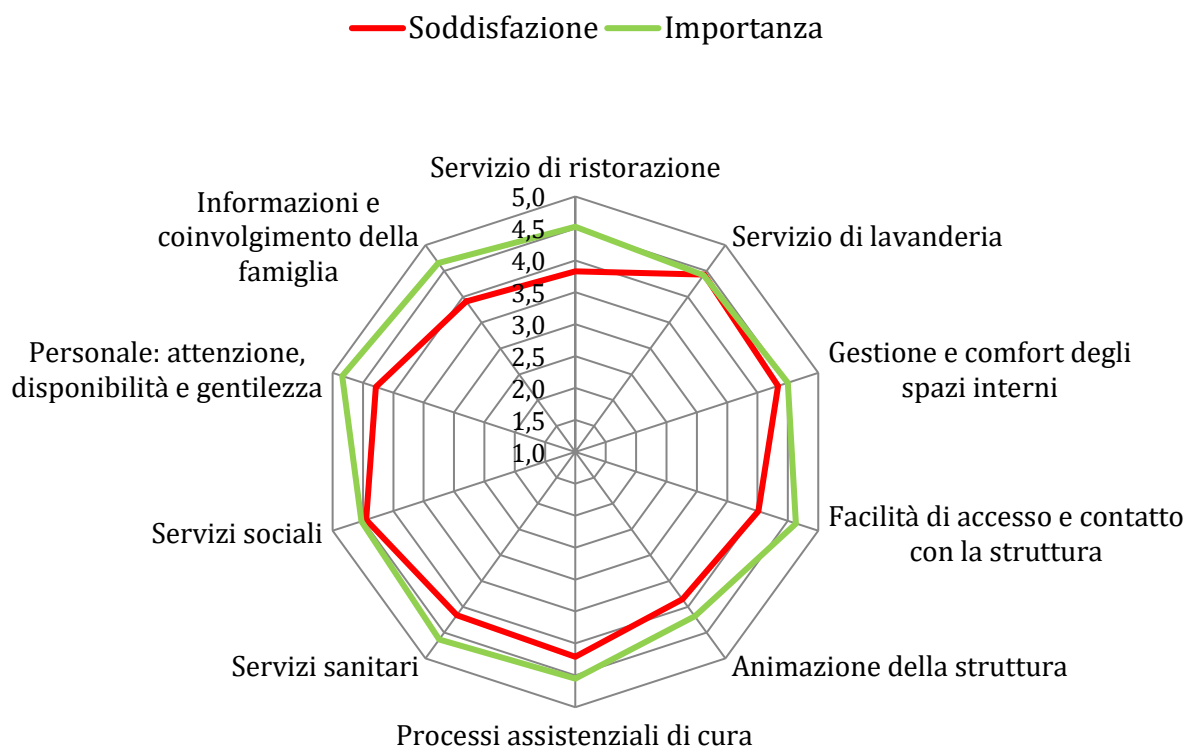 Soddisfazione Importanza
Servizio di ristorazione
Informazioni e
coinvolgimento della
famiglia
Servizio di lavanderia
Personale: attenzione,
disponibilità e gentilezza
Gestione e comfort degli
spazi interni
Servizi sociali
Facilità di accesso e contatto
con la struttura
Servizi sanitari
Animazione della struttura
Processi assistenziali di cura
5,0
4,5
4,0
3,5
3,0
2,5
2,0
1,5
1,0